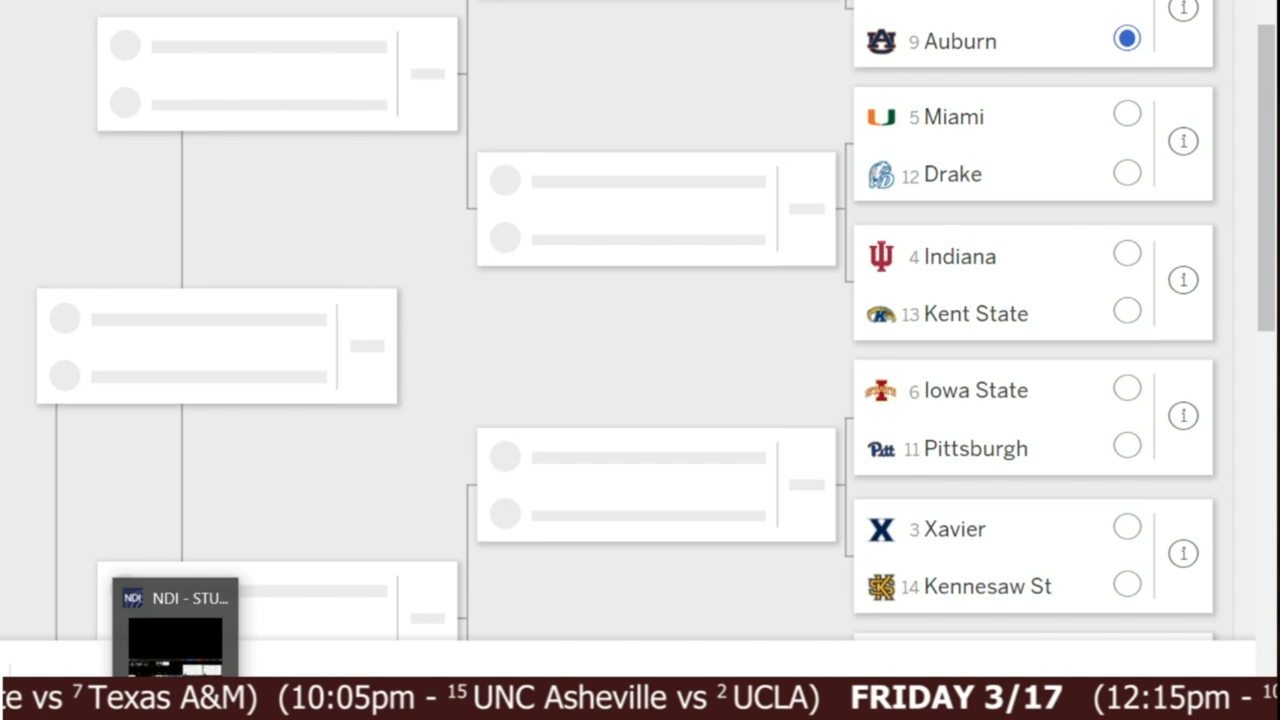 9 Auburn
5 Miami
12 Drake
4 Indiana
13 Kent State
6 Iowa State
Pitt 11 Pittsburgh
3 Xavier
14 Kennesaw St
NDI NDI - STU...
vs 7 Texas A&M) (10:05pm - 15 UNC Asheville vs 2 UCLA) FRIDAY 3/17 (12:15pm -